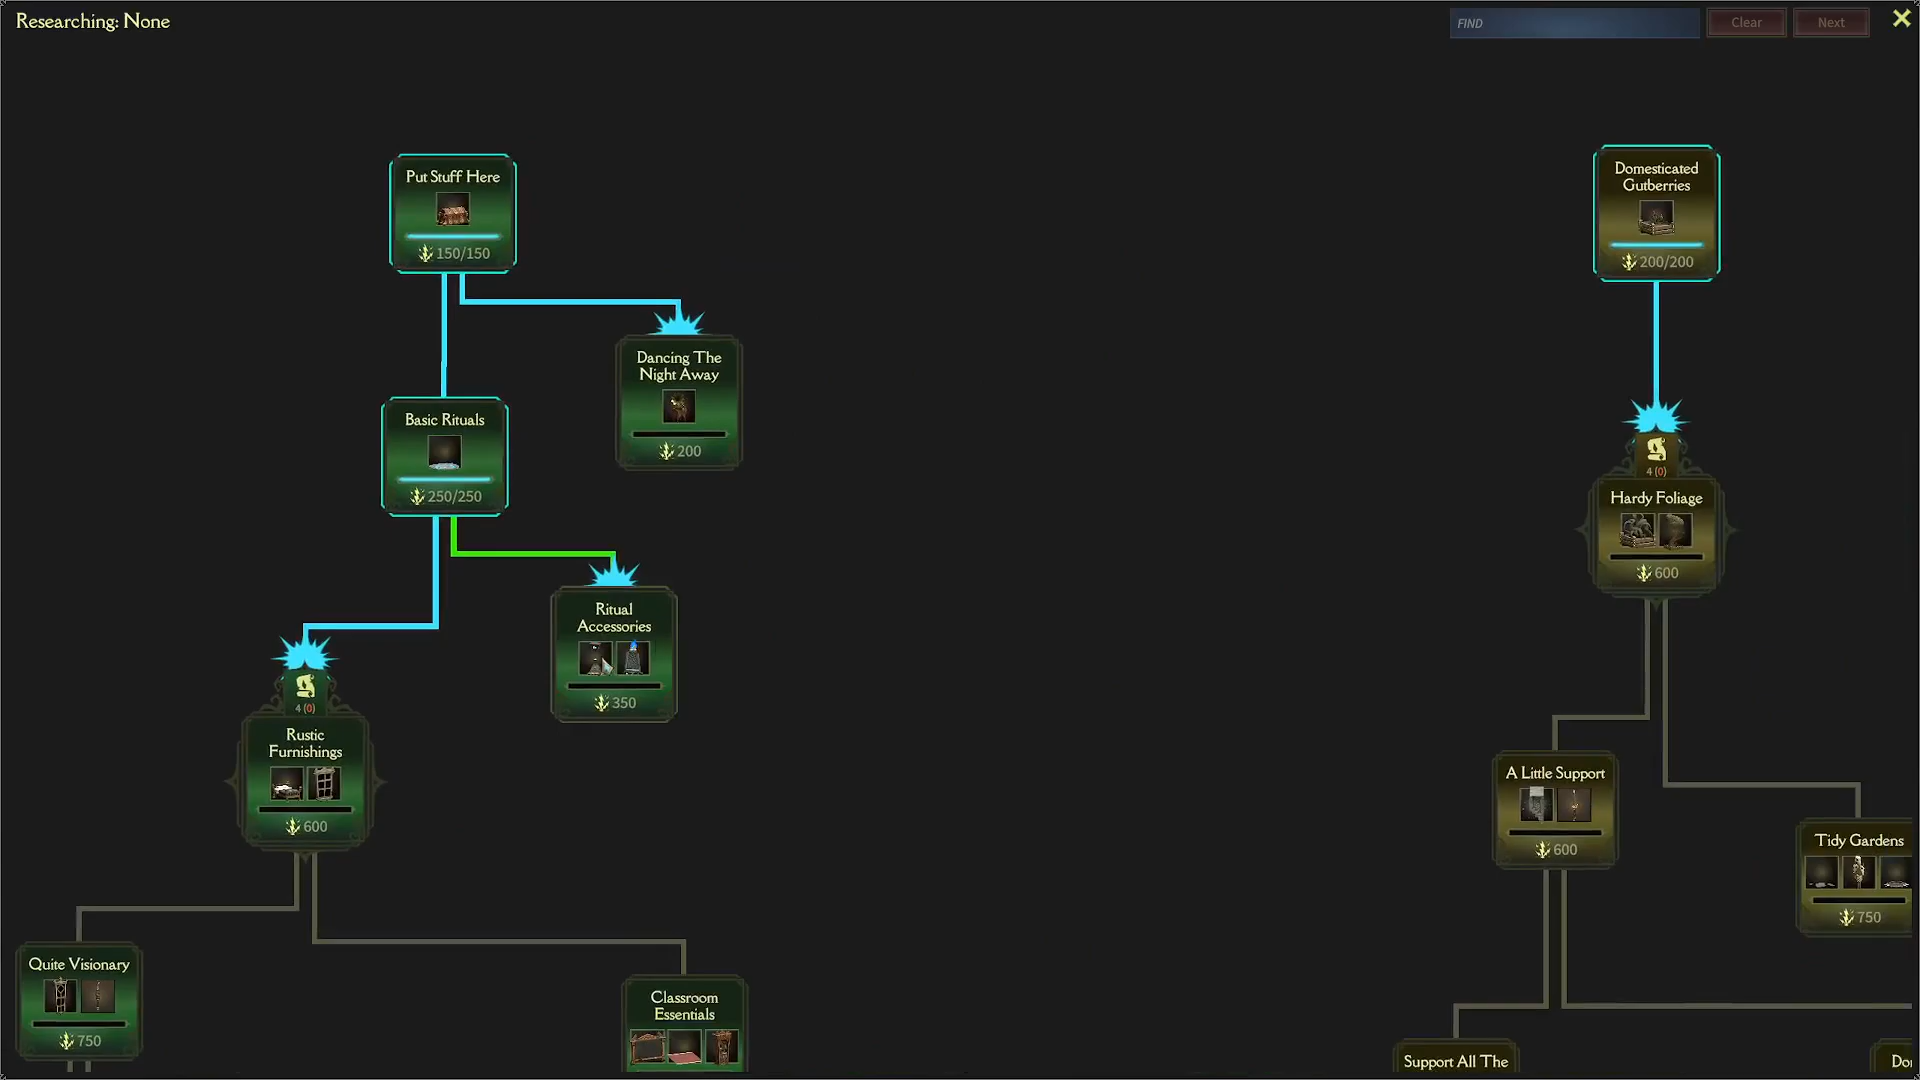 Researching: None
FIND
Clear
Next
Put Stuff Here
150/150
Domesticated
Gutberries
200/200
Dancing The
Night Away
200
Basic Rituals
250/250
4 (0)
Hardy Foliage
600
Ritual
Accessories
350
4 (0)
Rustic
Furnishings
600
A Little Support
600
Tidy Gardens
750
Quite Visionary
750
Classroom
Essentials
Support All The